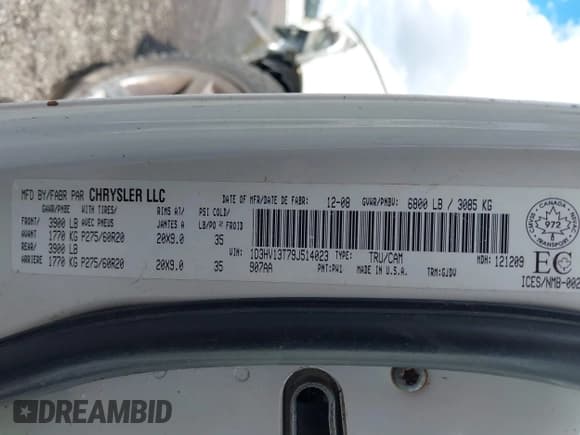 MFD BY/FABR PAR CHRYSLER LLC
DATE OF MFR/DATE DE FABR: 12-08 GVWR/PNBV: 6800 LB / 3085 KG
GAWR/PNBE WITH TIRES/ RIMS AT/ PSI COLD/
FRONT/ 3900 LB AVEC PNEUS JANTES A LB/PO² FROID
AVANT 1770 KG P275/60R20 20X9.0 35
REAR/ 3900 LB
ARRIERE 1770 KG P275/60R20 20X9.0 35
VIN: 1D3HV13T79J514023 TYPE: TRU/CAM MDH: 121209
907AA PNT: PW1 MADE IN U.S.A. TRM: GJDV
CANADA
972
TRANSPORT
EC
ICES/NMB-002
DREAMBID